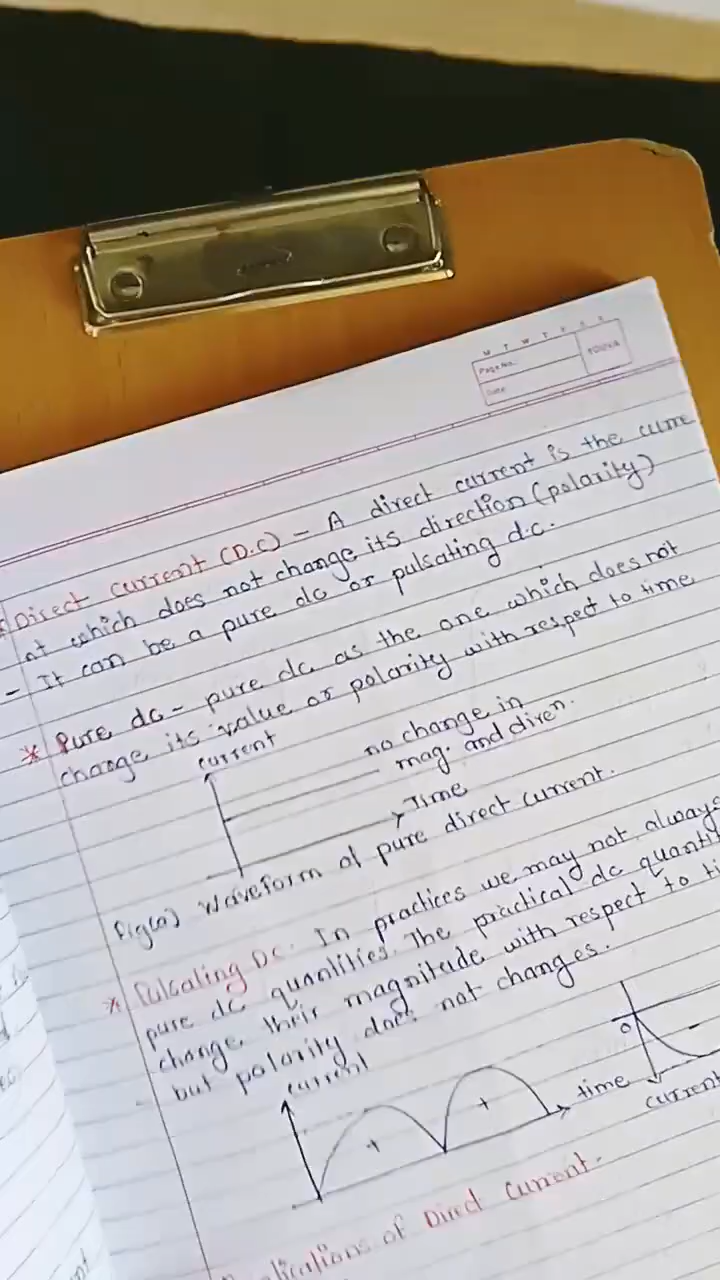 M T W T F S S
Page No.:
Date:
YOUVA
* Direct current (D.C) - A direct current is the curre
nt which does not change its direction (polarity)
- It can be a pure dc or pulsating d.c.
* Pure dc - pure dc as the one which does not
change its value or polarity with respect to time
current
no change in
mag. and diren.
Time
fig(a) Waveform of pure direct current.
* Pulsating DC. In practices we may not always
pure dc quantities. The practical dc quantit
change their magnitude with respect to ti
but polarity does not changes.
current
+
+
time
0
-
current
lications of Direct Current.